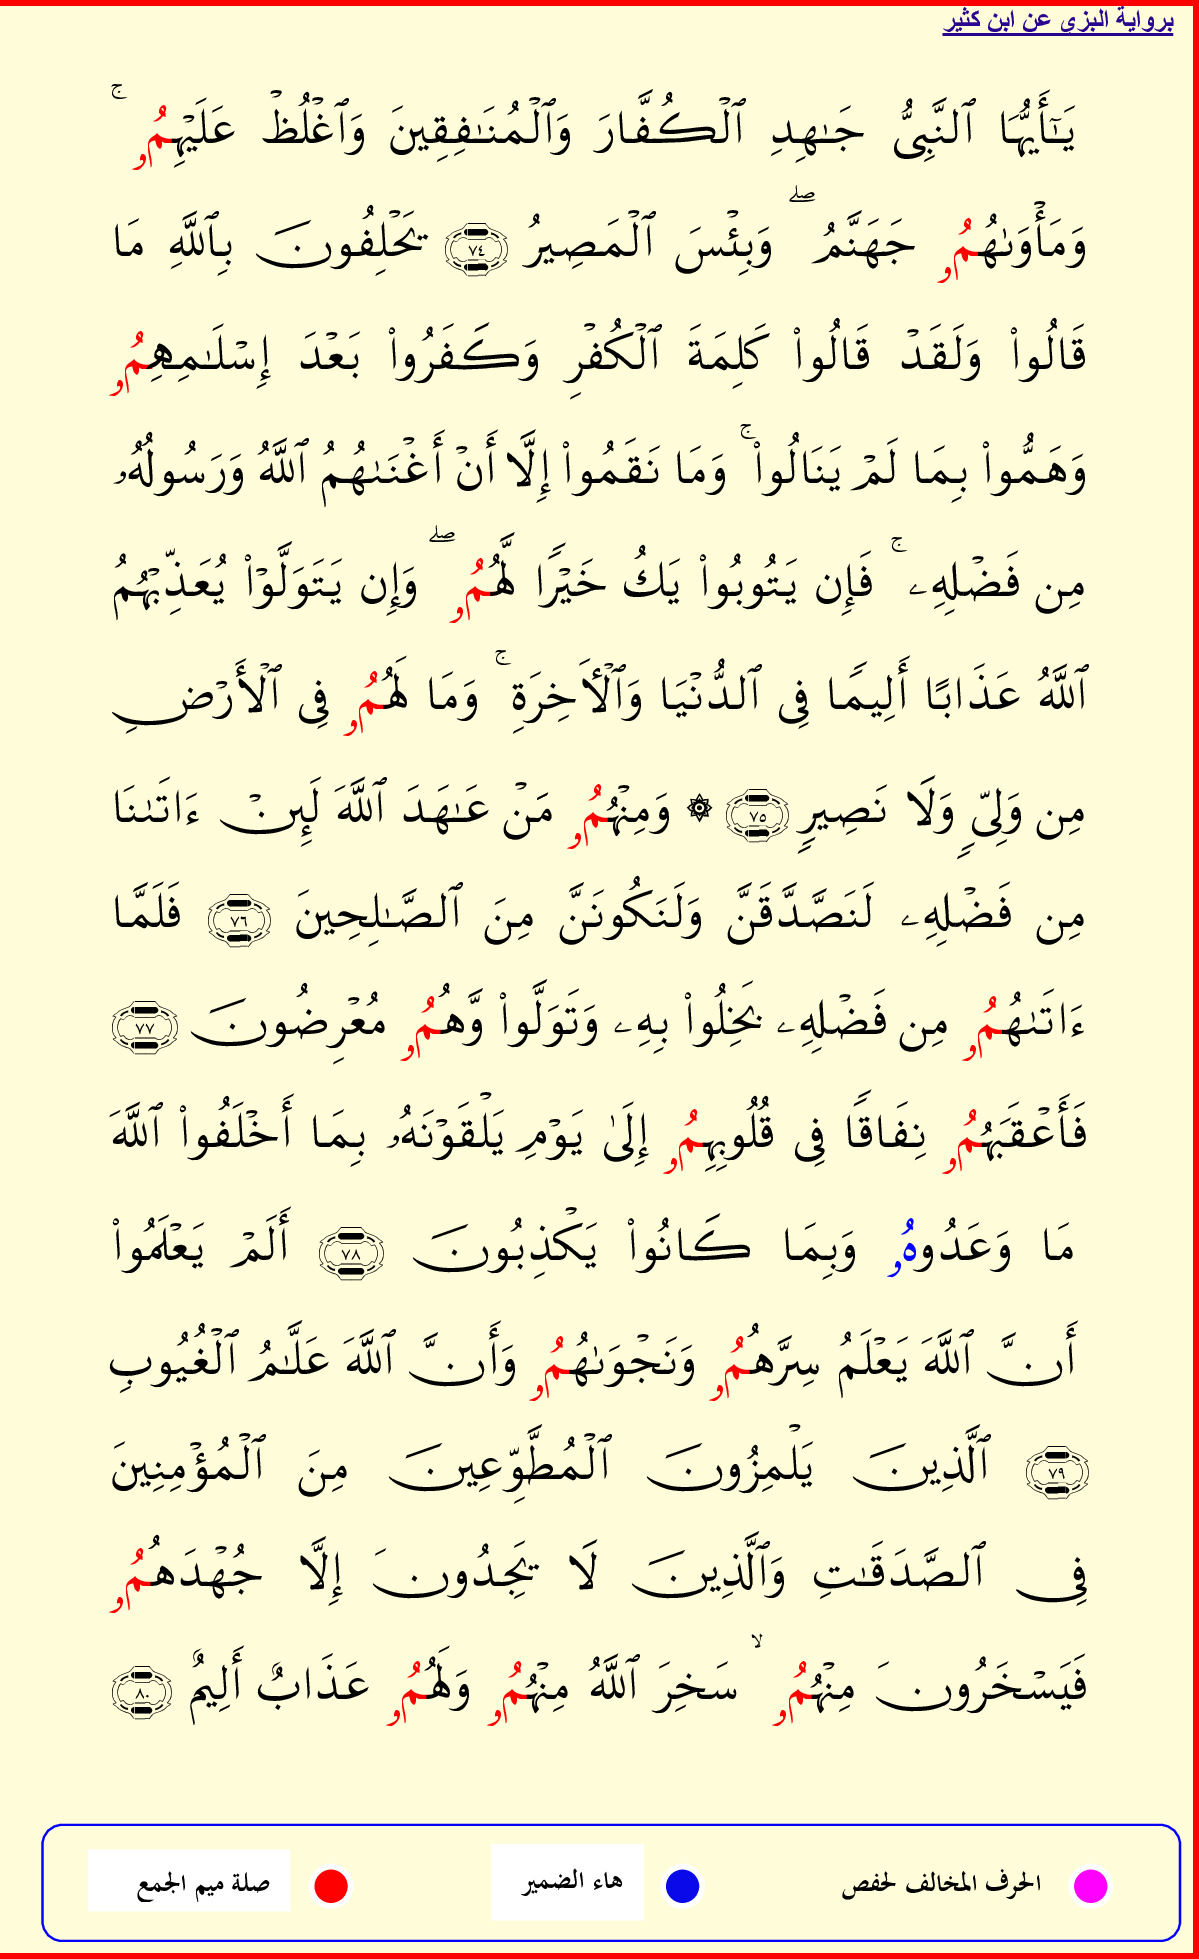 برواية البزي عن ابن كثير
يَـٰٓأَيُّهَا ٱلنَّبِىُّ جَـٰهِدِ ٱلْكُفَّارَ وَٱلْمُنَـٰفِقِينَ وَٱغْلُظْ عَلَيْهِمُۥ ۚ
وَمَأْوَىٰهُمُۥ جَهَنَّمُ ۖ وَبِئْسَ ٱلْمَصِيرُ ٧٤ يَحْلِفُونَ بِٱللَّهِ مَا
قَالُوا۟ وَلَقَدْ قَالُوا۟ كَلِمَةَ ٱلْكُفْرِ وَكَفَرُوا۟ بَعْدَ إِسْلَـٰمِهِمُۥ
وَهَمُّوا۟ بِمَا لَمْ يَنَالُوا۟ ۚ وَمَا نَقَمُوا۟ إِلَّا أَنْ أَغْنَىٰهُمُ ٱللَّهُ وَرَسُولُهُۥ
مِن فَضْلِهِۦ ۚ فَإِن يَتُوبُوا۟ يَكُ خَيْرًا لَّهُمُۥ ۖ وَإِن يَتَوَلَّوْا۟ يُعَذِّبْهُمُ
ٱللَّهُ عَذَابًا أَلِيمًا فِى ٱلدُّنْيَا وَٱلْـَٔاخِرَةِ ۚ وَمَا لَهُمُۥ فِى ٱلْأَرْضِ
مِن وَلِىٍّ وَلَا نَصِيرٍ ٧٥ ۞ وَمِنْهُمُۥ مَنْ عَـٰهَدَ ٱللَّهَ لَئِنْ ءَاتَىٰنَا
مِن فَضْلِهِۦ لَنَصَّدَّقَنَّ وَلَنَكُونَنَّ مِنَ ٱلصَّـٰلِحِينَ ٧٦ فَلَمَّا
ءَاتَىٰهُمُۥ مِن فَضْلِهِۦ بَخِلُوا۟ بِهِۦ وَتَوَلَّوا۟ وَّهُمُۥ مُعْرِضُونَ ٧٧
فَأَعْقَبَهُمُۥ نِفَاقًا فِى قُلُوبِهِمُۥ إِلَىٰ يَوْمِ يَلْقَوْنَهُۥ بِمَا أَخْلَفُوا۟ ٱللَّهَ
مَا وَعَدُوهُۥ وَبِمَا كَانُوا۟ يَكْذِبُونَ ٧٨ أَلَمْ يَعْلَمُوا۟
أَنَّ ٱللَّهَ يَعْلَمُ سِرَّهُمُۥ وَنَجْوَىٰهُمُۥ وَأَنَّ ٱللَّهَ عَلَّـٰمُ ٱلْغُيُوبِ
٧٩ ٱلَّذِينَ يَلْمِزُونَ ٱلْمُطَّوِّعِينَ مِنَ ٱلْمُؤْمِنِينَ
فِى ٱلصَّدَقَـٰتِ وَٱلَّذِينَ لَا يَجِدُونَ إِلَّا جُهْدَهُمُۥ
فَيَسْخَرُونَ مِنْهُمُۥ ۙ سَخِرَ ٱللَّهُ مِنْهُمُۥ وَلَهُمُۥ عَذَابٌ أَلِيمٌ ٨٠
الحرف المخالف لحفص هاء الضمير صلة ميم الجمع